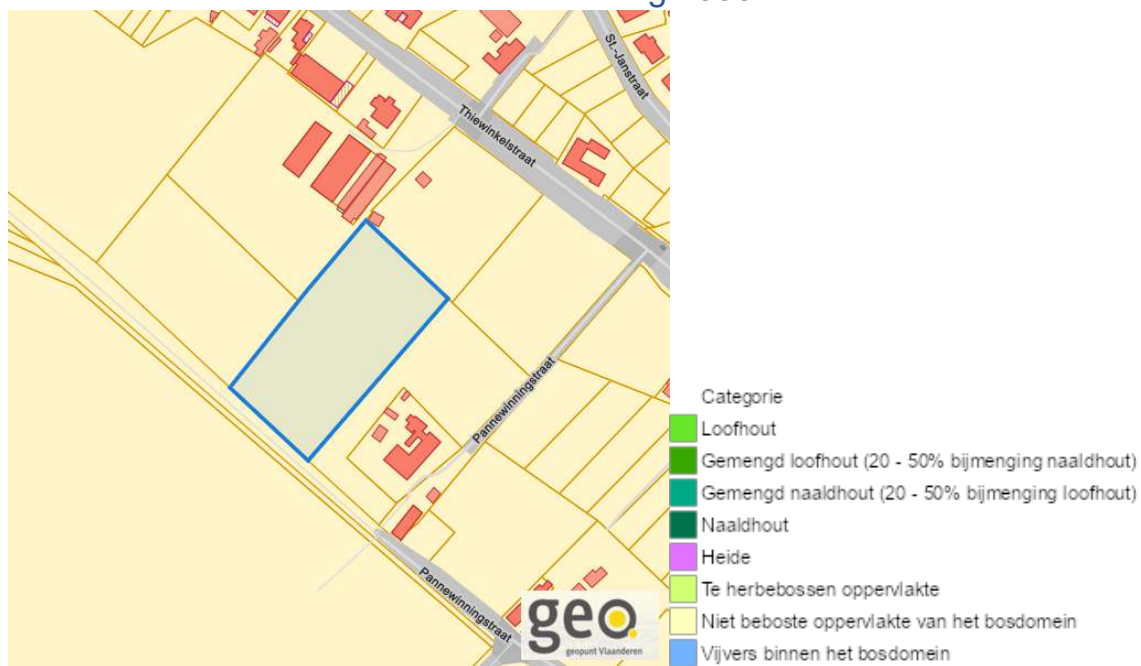 St.-Janstraat
Thiewinkelstraat
Pannewinningstraat
Pannewinningstraat
geo.
geopunt Vlaanderen
Categorie
Loofhout
Gemengd loofhout (20 - 50% bijmenging naaldhout)
Gemengd naaldhout (20 - 50% bijmenging loofhout)
Naaldhout
Heide
Te herbebossen oppervlakte
Niet beboste oppervlakte van het bosdomein
Vijvers binnen het bosdomein